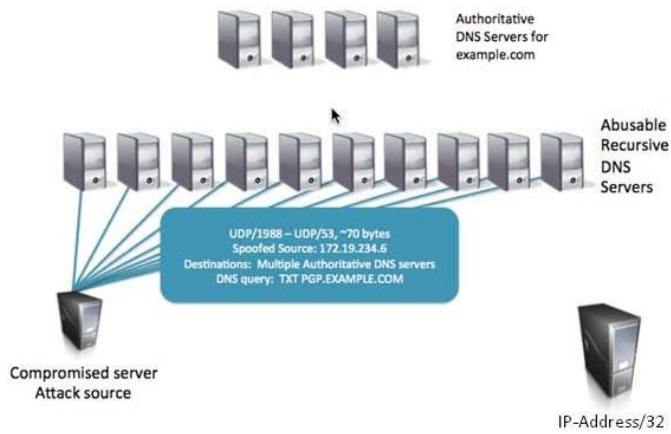 Authoritative
DNS Servers for
example.com
Abusable
Recursive
DNS
Servers
UDP/1988 – UDP/53, ~70 bytes
Spoofed Source: 172.19.234.6
Destinations: Multiple Authoritative DNS servers
DNS query: TXT PGP.EXAMPLE.COM
Compromised server
Attack source
IP-Address/32